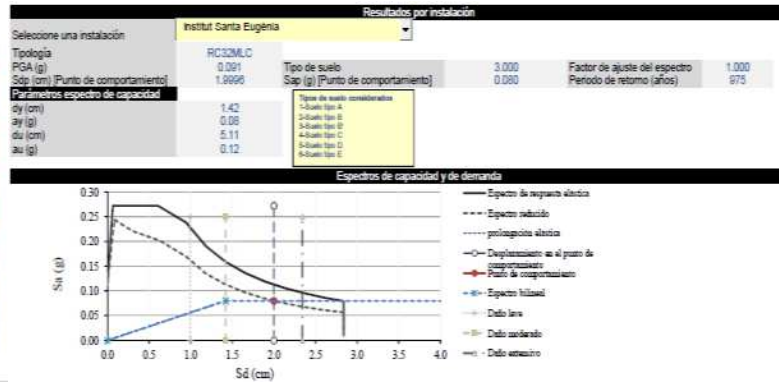 Resultados por instalación
Seleccione una instalación Institut Santa Eugènia
Tipología RC32MLC
PGA (g) 0.091 Tipo de suelo 3.000 Factor de ajuste del espectro 1.000
Sdp (cm) [Punto de comportamiento] 1.9996 Sap (g) [Punto de comportamiento] 0.080 Periodo de retorno (años) 975
Parámetros espectro de capacidad
dy (cm) 1.42
ay (g) 0.08
du (cm) 5.11
au (g) 0.12
Tipos de suelo considerados
1-Suelo tipo A
2-Suelo tipo B
3-Suelo tipo B'
4-Suelo tipo C
5-Suelo tipo D
6-Suelo tipo E
Espectros de capacidad y de demanda
0.30
0.25
0.20
0.15
0.10
0.05
0.00
Sa (g)
0.0 0.5 1.0 1.5 2.0 2.5 3.0 3.5 4.0
Sd (cm)
Espectro de respuesta elástica
Espectro reducido
prolongación elástica
Desplazamiento en el punto de
comportamiento
Punto de comportamiento
Espectro bilineal
Daño leve
Daño moderado
Daño extensivo